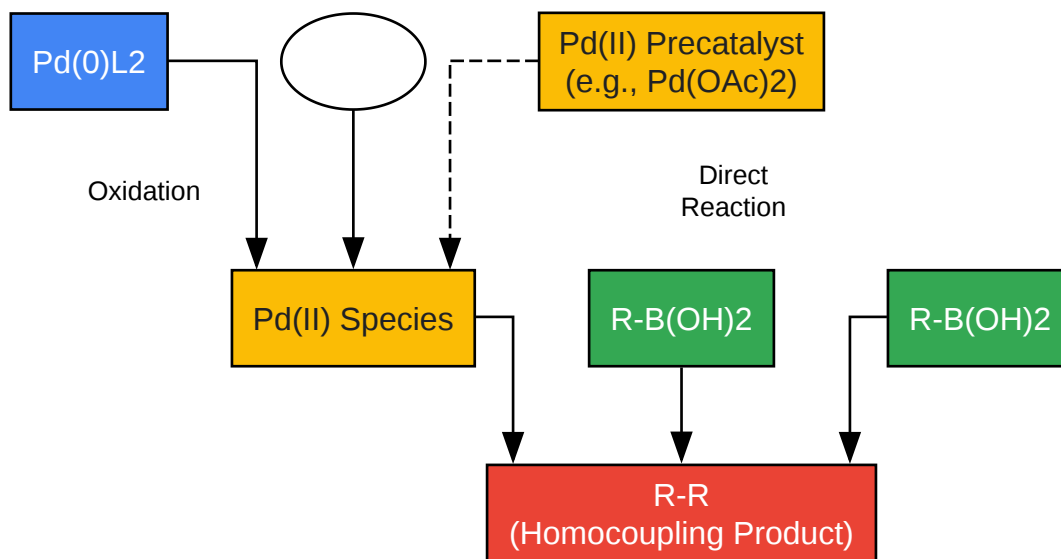 Pd(0)L2
Pd(II) Precatalyst
(e.g., Pd(OAc)2)
Oxidation
Direct
Reaction
Pd(II) Species
R-B(OH)2
R-B(OH)2
R-R
(Homocoupling Product)